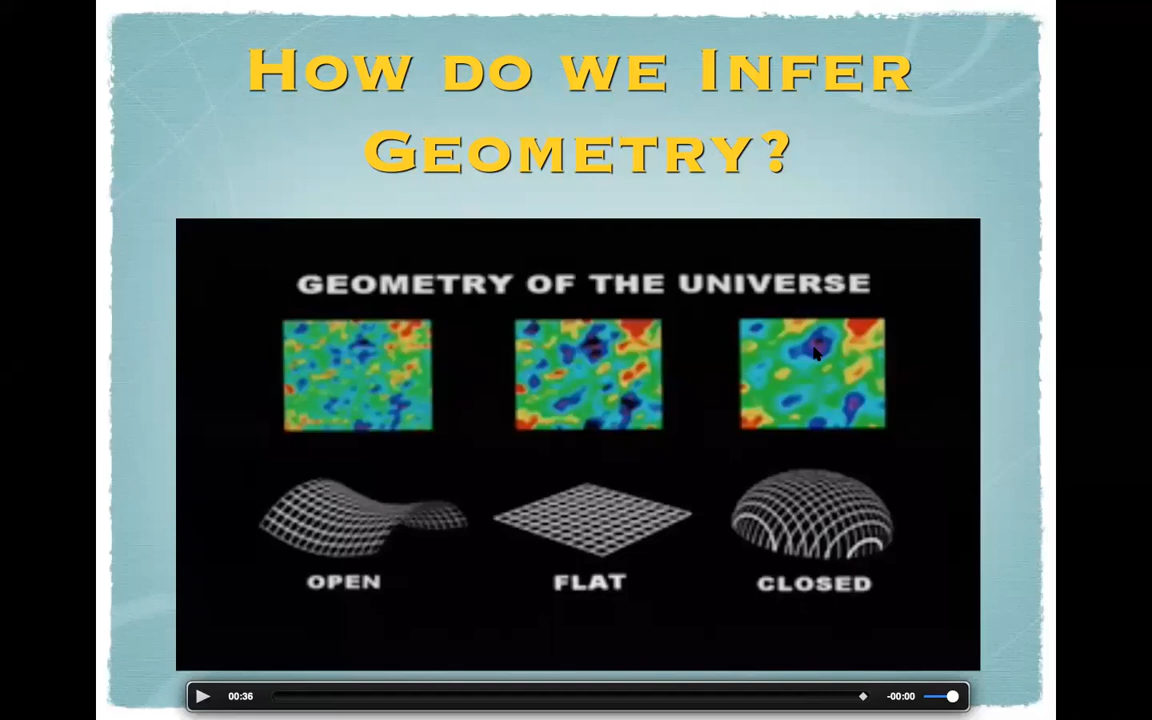 How do we Infer
Geometry?
GEOMETRY OF THE UNIVERSE
OPEN FLAT CLOSED
00:36 -00:00